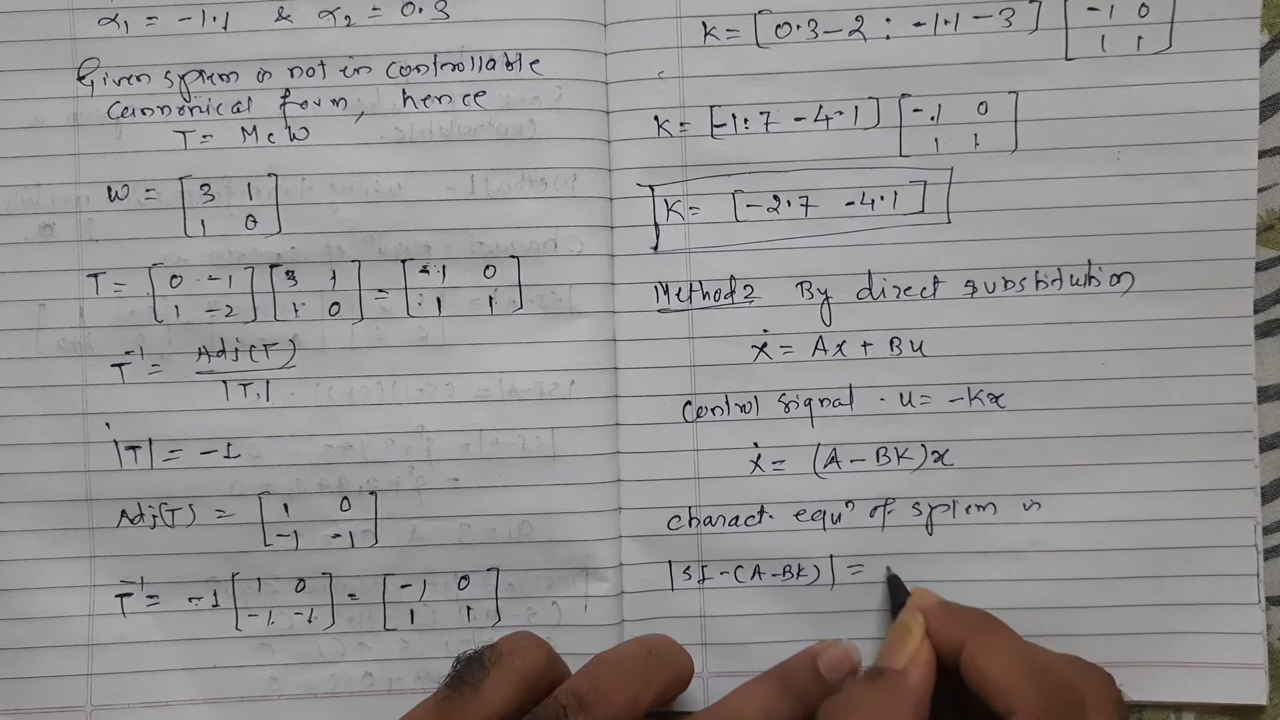 α₁ = -1.1 & α₂ = 0.3
Given system is not in controllable
cannonical form, hence
T = McW
W = [3 1
1 0]
T = [0 -1 [3 1 = [-1 0
1 -2] 1 0] 1 1]
T⁻¹ = Adj(T)
|T|
|T| = -1
Adj(T) = [1 0
-1 -1]
T⁻¹ = -1 [1 0 = [-1 0
-1 -1] 1 1]
K = [0.3-2 : -1.1-3] [-1 0
1 1]
K = [-1.7 -4.1] [-1 0
1 1]
K = [-2.7 -4.1]
Method2 By direct substitution
ẋ = Ax + Bu
Control signal . u = -Kx
ẋ = (A - BK)x
charact. equⁿ of system is
|SI-(A-BK)| =